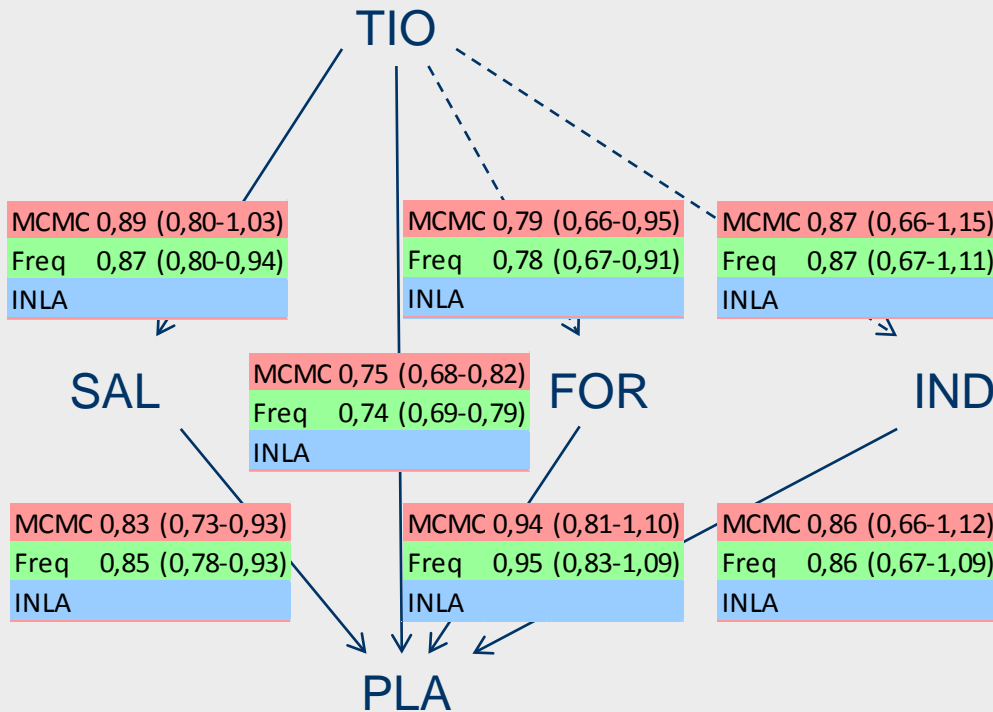 TIO
MCMC 0,89 (0,80-1,03)
Freq 0,87 (0,80-0,94)
INLA
MCMC 0,79 (0,66-0,95)
Freq 0,78 (0,67-0,91)
INLA
MCMC 0,87 (0,66-1,15)
Freq 0,87 (0,67-1,11)
INLA
SAL
MCMC 0,75 (0,68-0,82)
Freq 0,74 (0,69-0,79)
INLA
FOR
IND
MCMC 0,83 (0,73-0,93)
Freq 0,85 (0,78-0,93)
INLA
MCMC 0,94 (0,81-1,10)
Freq 0,95 (0,83-1,09)
INLA
MCMC 0,86 (0,66-1,12)
Freq 0,86 (0,67-1,09)
INLA
PLA